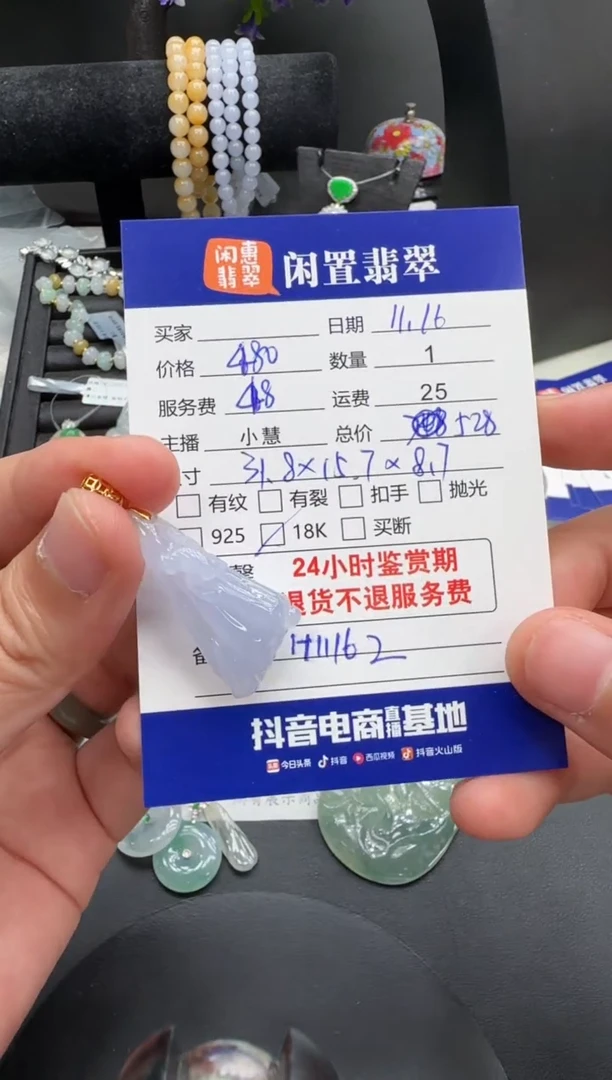 闲惠翡翠 闲置翡翠
买家 日期 11.16
价格 480 数量 1
服务费 48 运费 25
主播 小慧 总价 528
寸 31.8×15.7×8.7
有纹 有裂 扣手 抛光
925 18K 买断
24小时鉴赏期
退货不退服务费
111162
抖音电商直播基地
今日头条 抖音 西瓜视频 抖音火山版